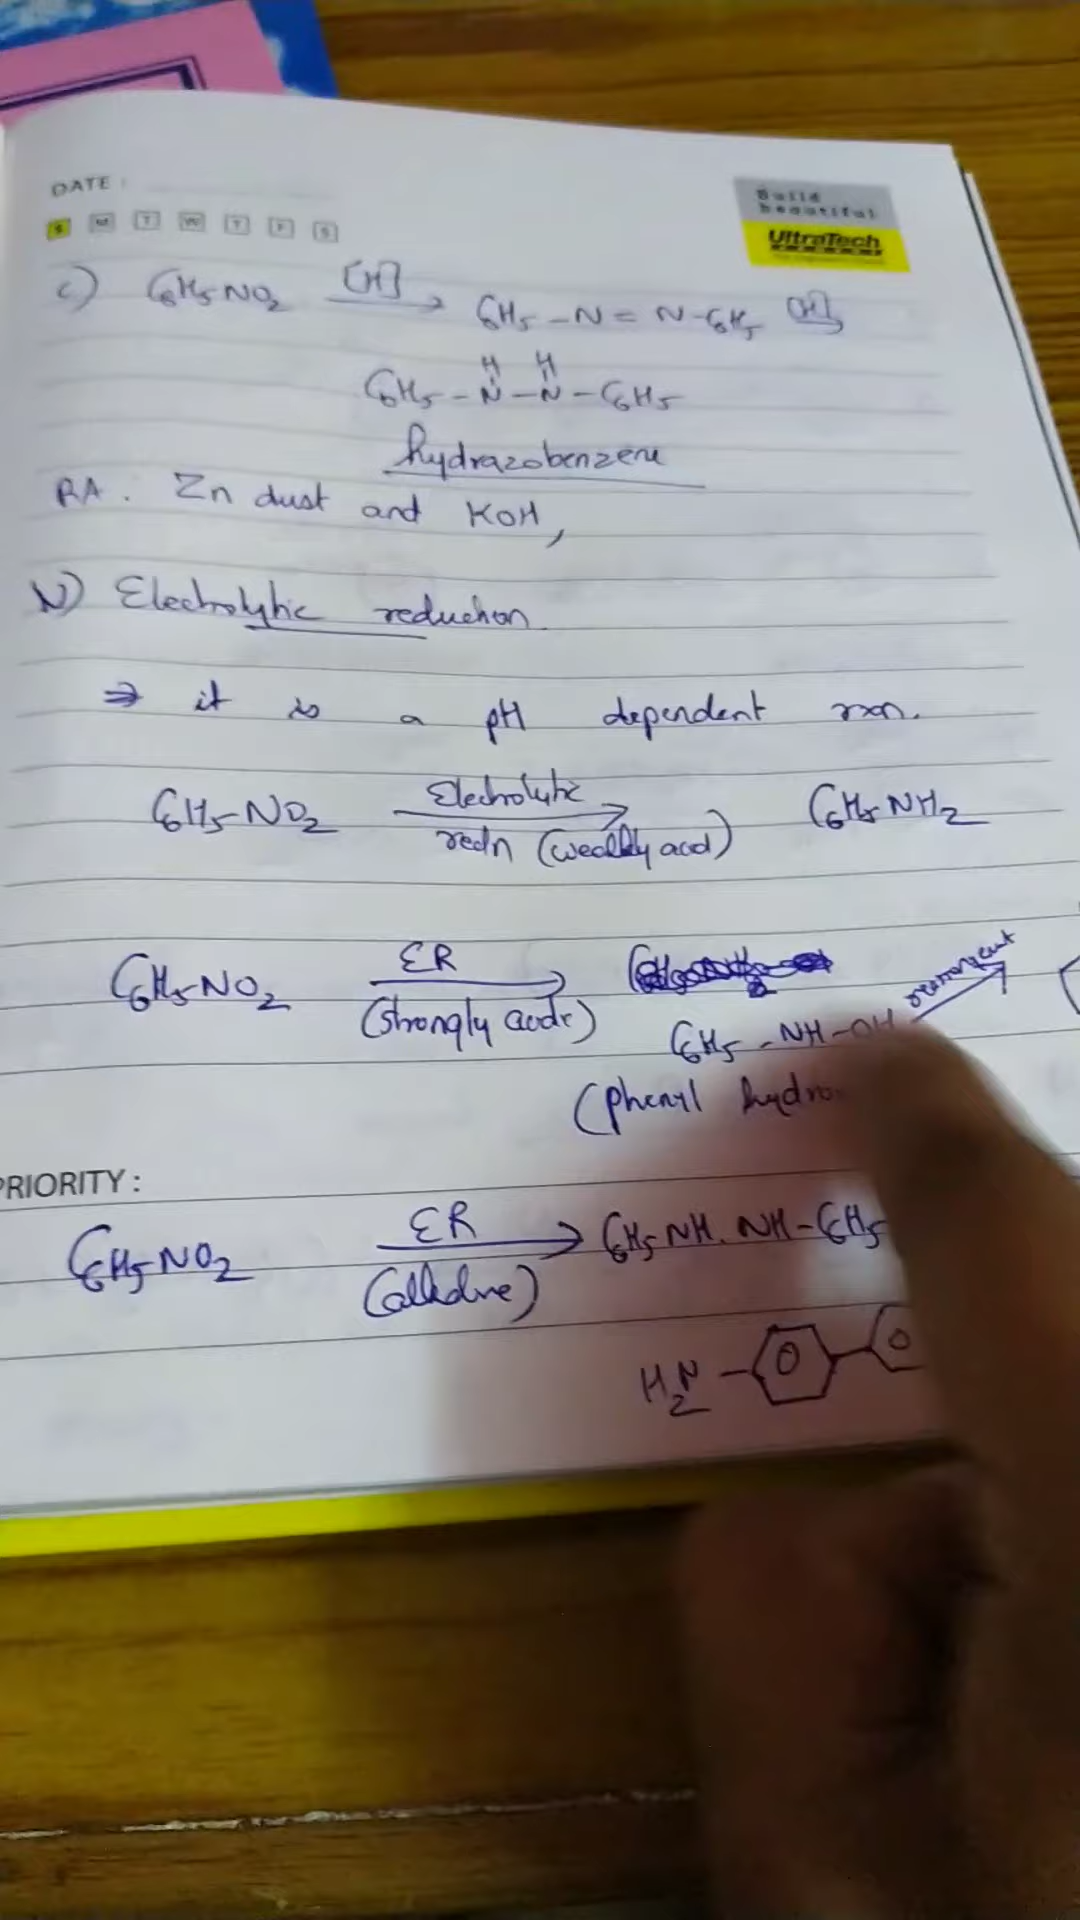 DATE :
S M T W T F S
Build beautiful
UltraTech
c) C6H5NO2 [H] → C6H5 - N = N - C6H5 [H] →
C6H5 - N - N - C6H5
H H
hydrazobenzene
RA. Zn dust and KOH,
Electrolytic reduction
⇒ it is a pH dependent rxn.
C6H5-NO2 Electrolytic → redn (weakly acid) C6H5NH2
C6H5-NO2 ER → (strongly acidic) rearrangement
C6H5 - NH - OH
(phenyl
PRIORITY :
C6H5NO2 ER → (alkaline) C6H5NH. NH - C6H5
H2N